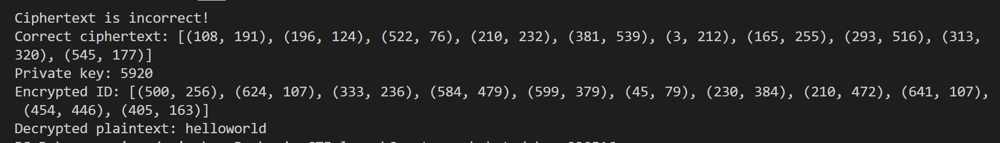 Ciphertext is incorrect!
Correct ciphertext: [(108, 191), (196, 124), (522, 76), (210, 232), (381, 539), (3, 212), (165, 255), (293, 516), (313,
320), (545, 177)]
Private key: 5920
Encrypted ID: [(500, 256), (624, 107), (333, 236), (584, 479), (599, 379), (45, 79), (230, 384), (210, 472), (641, 107),
(454, 446), (405, 163)]
Decrypted plaintext: helloworld